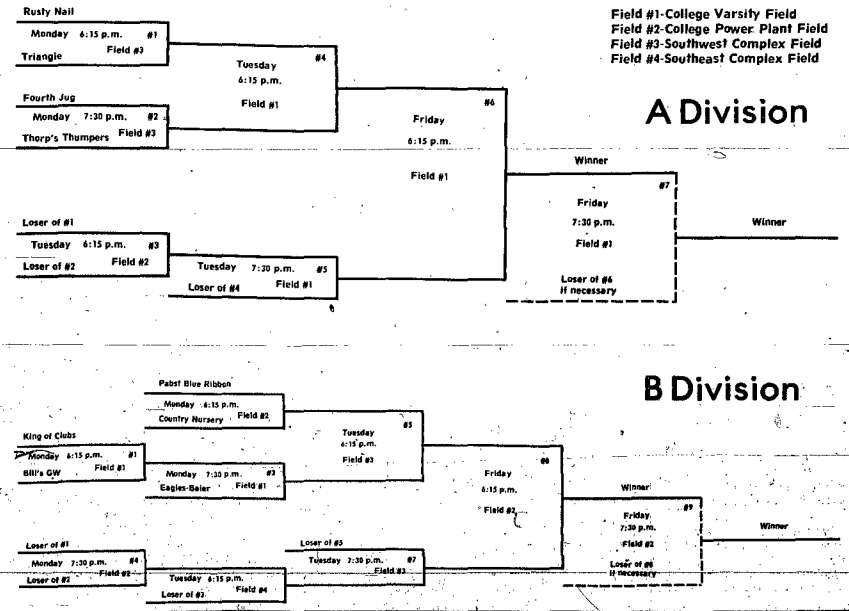 Field #1-College Varsity Field
Field #2-College Power Plant Field
Field #3-Southwest Complex Field
Field #4-Southeast Complex Field
A Division
Rusty Nail
Monday 6:15 p.m. #1
Field #3
Triangle
Fourth Jug
Monday 7:30 p.m. #2
Thorp's Thumpers Field #3
#4
Tuesday
6:15 p.m.
Field #1
Loser of #1
Tuesday 6:15 p.m. #3
Loser of #2 Field #2
Tuesday 7:30 p.m. #5
Loser of #4 Field #1
#6
Friday
6:15 p.m.
Field #1
Winner
#7
Friday
7:30 p.m.
Field #1
Loser of #6
if necessary
Winner
B Division
Pabst Blue Ribbon
Monday 6:15 p.m.
Country Nursery Field #2
King of Clubs
Monday 6:15 p.m. #1
Bill's GW Field #1
Monday 7:30 p.m. #3
Eagles-Baier Field #1
#5
Tuesday
6:15 p.m.
Field #3
Loser of #1
Monday 7:30 p.m. #4
Loser of #2 Field #2
Tuesday 6:15 p.m.
Loser of #3 Field #4
Loser of #5
Tuesday 7:30 p.m. #7
Field #3
Friday
6:15 p.m.
Field #2
Winner
#9
Friday
7:30 p.m.
Field #2
Loser of
if necessary
Winner